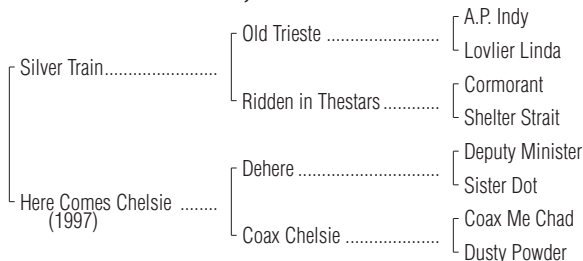 A.P. Indy
Old Trieste ....................
Lovlier Linda
Silver Train.......................
Cormorant
Ridden in Thestars ..........
Shelter Strait
Deputy Minister
Dehere .........................
Sister Dot
Here Comes Chelsie ........
(1997)
Coax Me Chad
Coax Chelsie .................
Dusty Powder